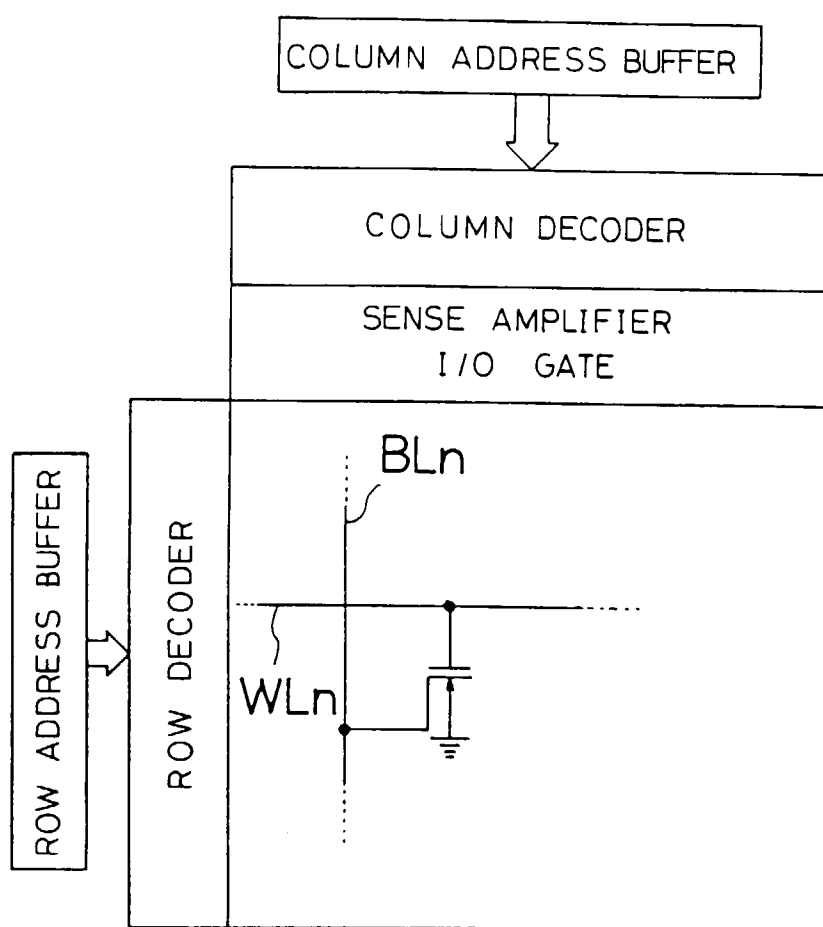 COLUMN ADDRESS BUFFER
COLUMN DECODER
SENSE AMPLIFIER
I/O GATE
ROW ADDRESS BUFFER
ROW DECODER
BLn
WLn